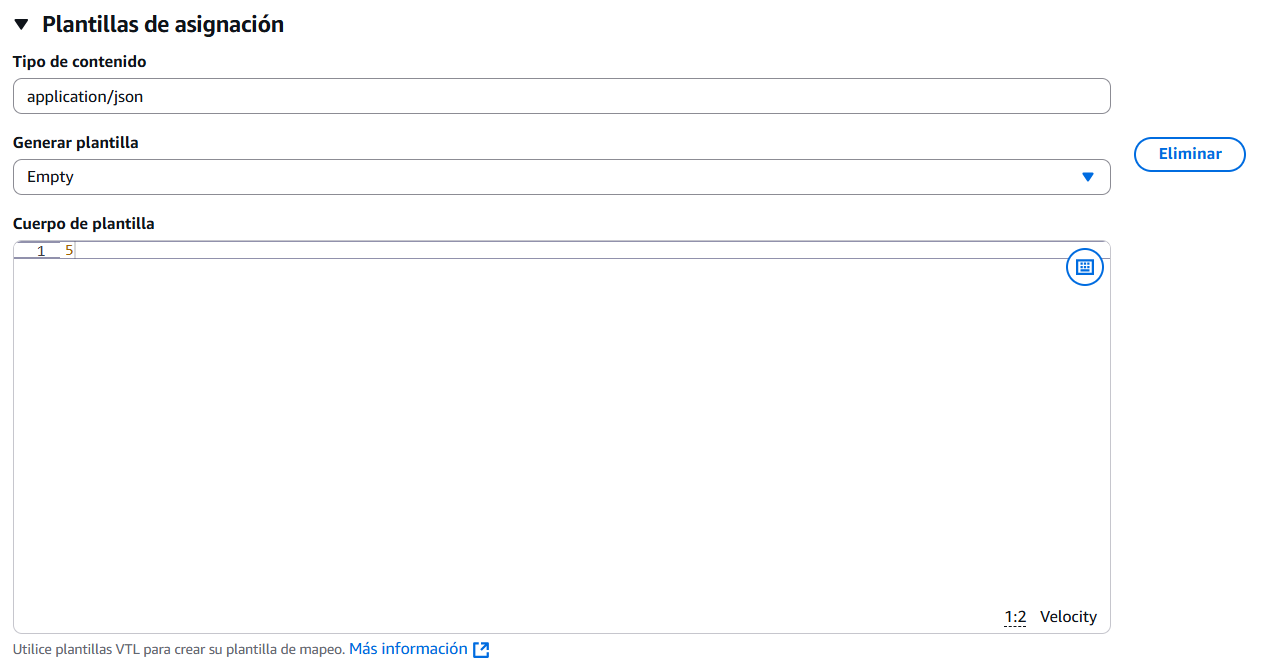 Plantillas de asignación
Tipo de contenido
application/json
Generar plantilla
Empty
Eliminar
Cuerpo de plantilla
1 5
1:2 Velocity
Utilice plantillas VTL para crear su plantilla de mapeo. Más información